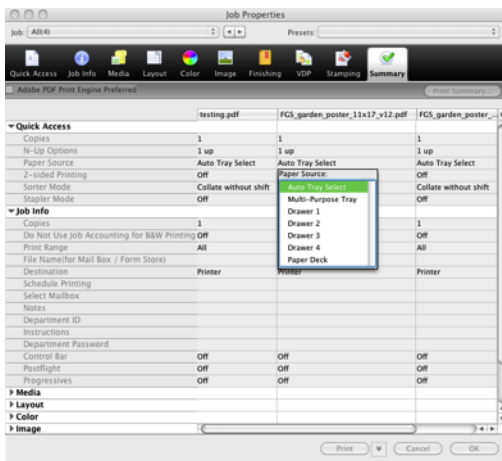 Job Properties
Job: All(4) Presets:
Quick Access Job Info Media Layout Color Image Finishing VDP Stamping Summary
Adobe PDF Print Engine Preferred Print Summary...
testing.pdf FGS_garden_poster_11x17_v12.pdf FGS_garden_poster_...
Quick Access
Copies 1 1 1
N-Up Options 1 up 1 up 1 up
Paper Source Auto Tray Select Auto Tray Select Auto Tray Select
2-sided Printing Off Paper Source: Off
Sorter Mode Collate without shift Auto Tray Select Collate without shift
Stapler Mode Off Multi-Purpose Tray Off
Job Info Drawer 1
Copies 1 Drawer 2 1
Do Not Use Job Accounting for B&W Printing Off Drawer 3 Off
Print Range All Drawer 4 All
File Name(for Mail Box / Form Store) Paper Deck
Destination Printer Printer Printer
Schedule Printing
Select Mailbox
Notes
Department ID
Instructions
Department Password
Control Bar Off Off Off
Postflight Off Off Off
Progressives Off Off Off
Media
Layout
Color
Image
Print Cancel OK